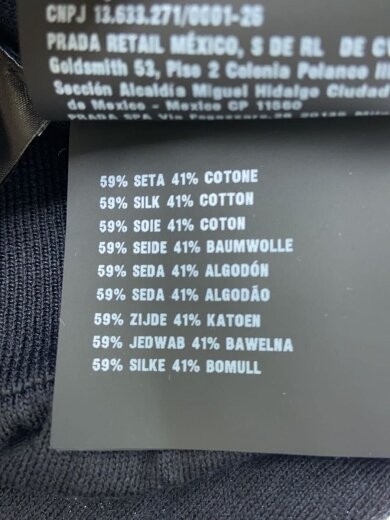 CNPJ 13.633.271/0001-26
PRADA RETAIL MÉXICO, S DE RL DE
Goldsmith 53, Piso 2 Colonia Polanco
Sección Alcaldía Miguel Hidalgo Ciudad
de Mexico - Mexico CP 11560
PRADA SPA Via
59% SETA 41% COTONE
59% SILK 41% COTTON
59% SOIE 41% COTON
59% SEIDE 41% BAUMWOLLE
59% SEDA 41% ALGODÓN
59% SEDA 41% ALGODÃO
59% ZIJDE 41% KATOEN
59% JEDWAB 41% BAWELNA
59% SILKE 41% BOMULL